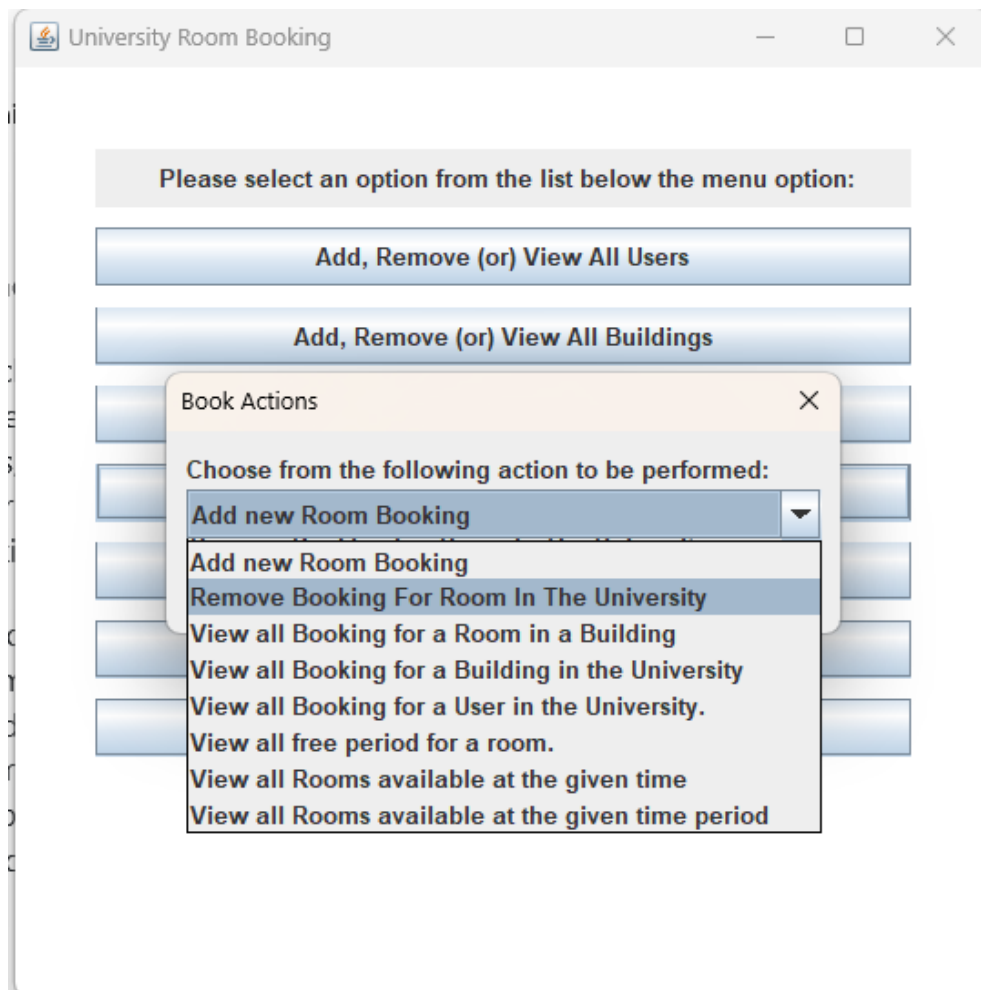 University Room Booking
Please select an option from the list below the menu option:
Add, Remove (or) View All Users
Add, Remove (or) View All Buildings
Book Actions
Choose from the following action to be performed:
Add new Room Booking
Add new Room Booking
Remove Booking For Room In The University
View all Booking for a Room in a Building
View all Booking for a Building in the University
View all Booking for a User in the University.
View all free period for a room.
View all Rooms available at the given time
View all Rooms available at the given time period